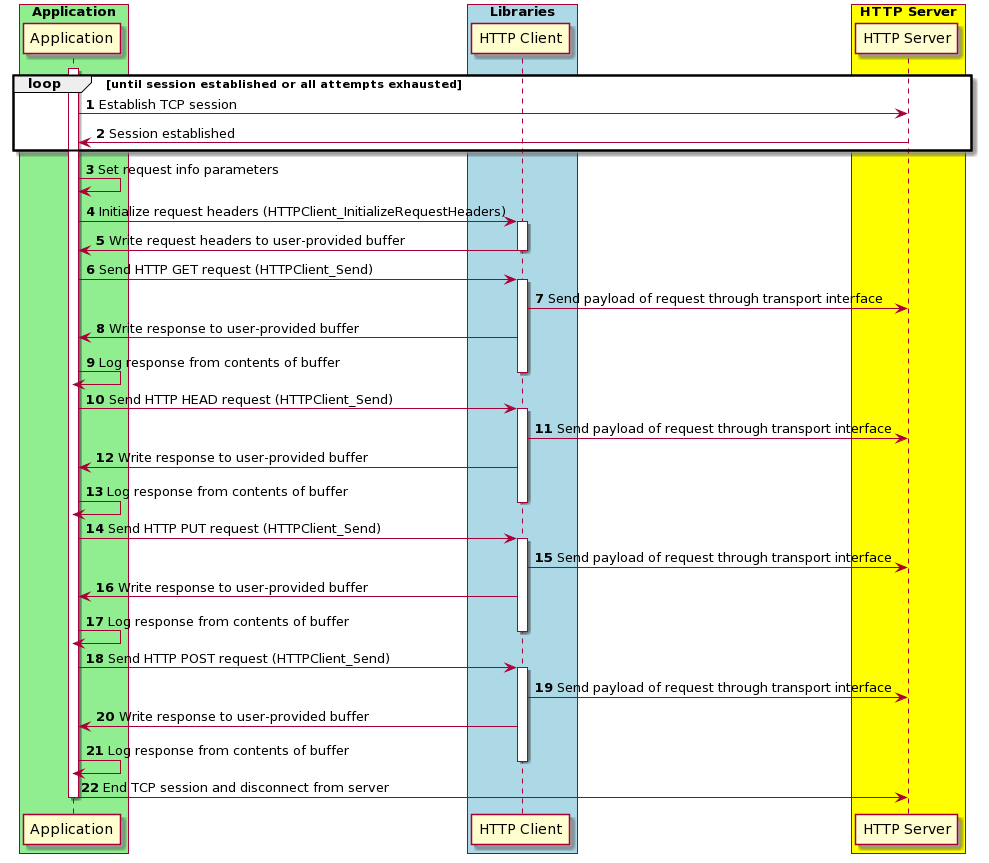 Application Libraries HTTP Server
Application HTTP Client HTTP Server
loop [until session established or all attempts exhausted]
1 Establish TCP session
2 Session established
3 Set request info parameters
4 Initialize request headers (HTTPClient_InitializeRequestHeaders)
5 Write request headers to user-provided buffer
6 Send HTTP GET request (HTTPClient_Send)
7 Send payload of request through transport interface
8 Write response to user-provided buffer
9 Log response from contents of buffer
10 Send HTTP HEAD request (HTTPClient_Send)
11 Send payload of request through transport interface
12 Write response to user-provided buffer
13 Log response from contents of buffer
14 Send HTTP PUT request (HTTPClient_Send)
15 Send payload of request through transport interface
16 Write response to user-provided buffer
17 Log response from contents of buffer
18 Send HTTP POST request (HTTPClient_Send)
19 Send payload of request through transport interface
20 Write response to user-provided buffer
21 Log response from contents of buffer
22 End TCP session and disconnect from server
Application HTTP Client HTTP Server